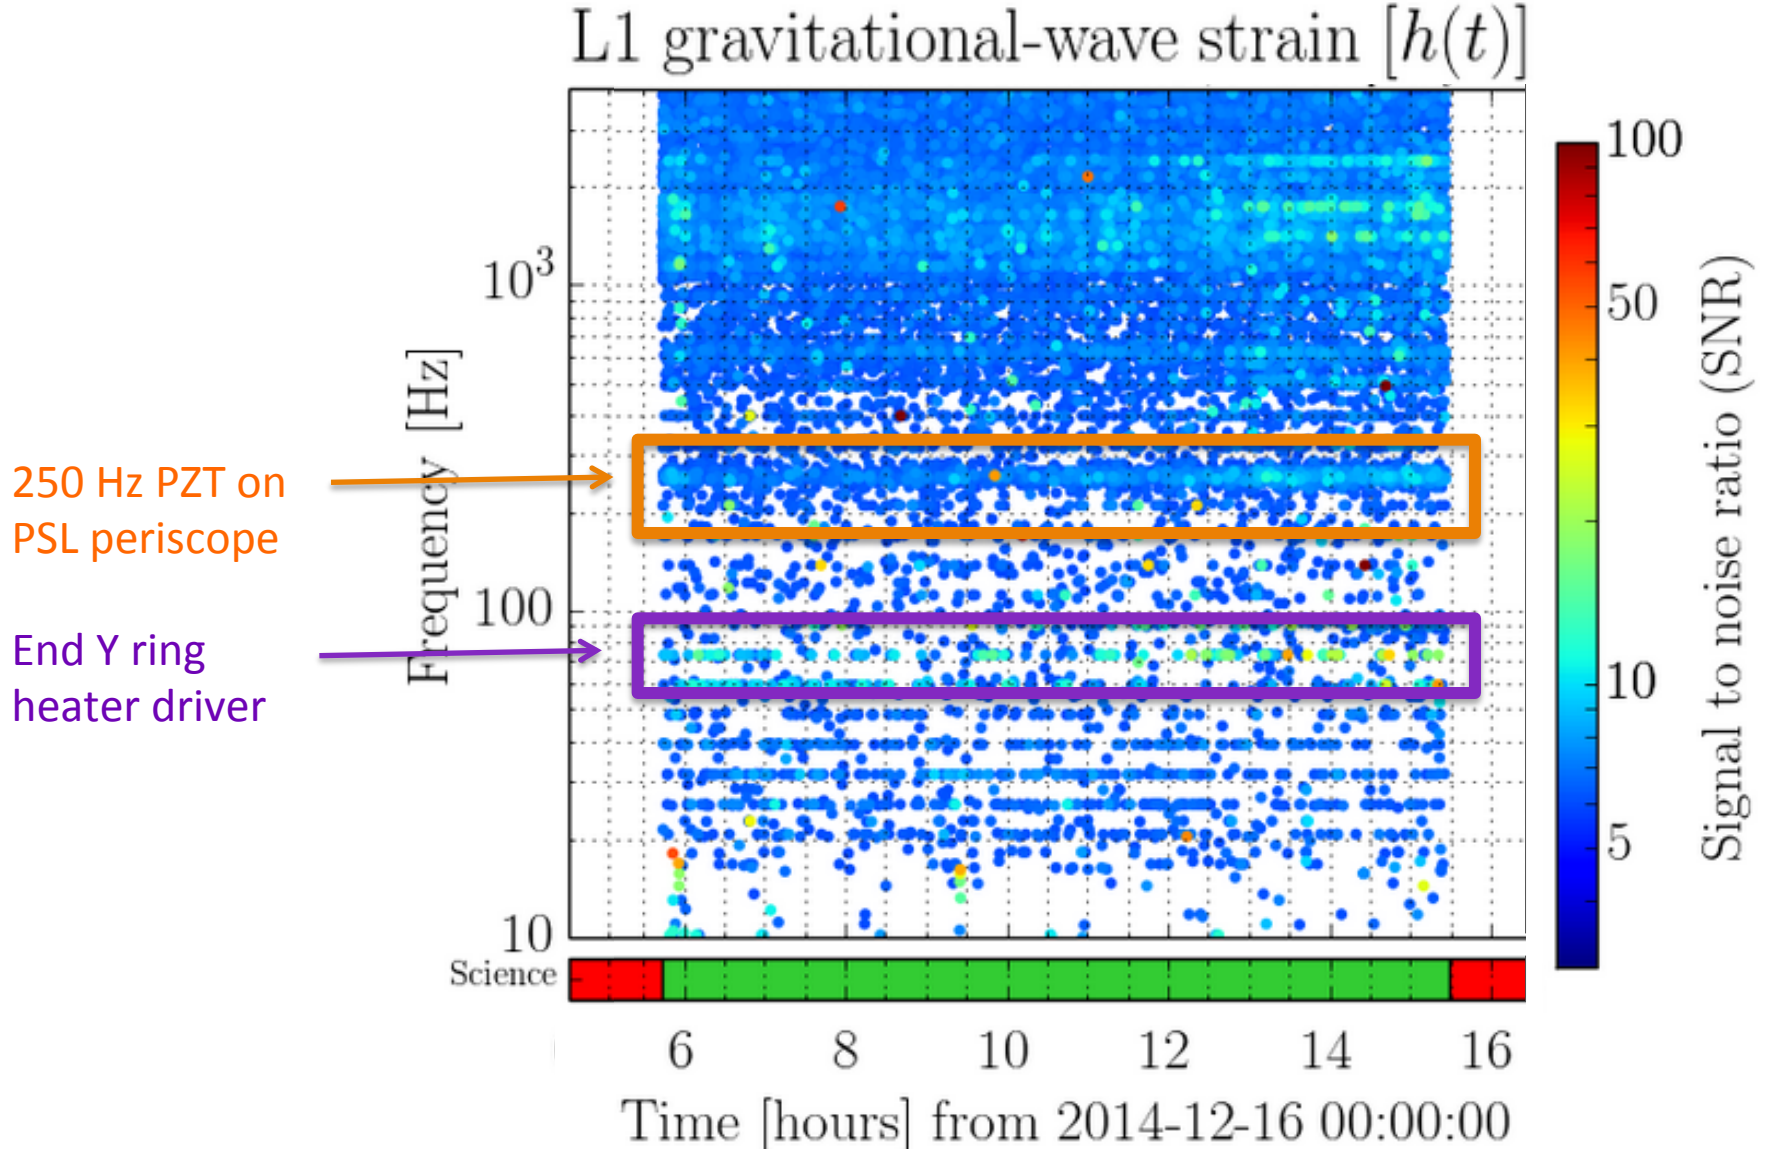 L1 gravitational-wave strain [h(t)]
250 Hz PZT on
PSL periscope
End Y ring
heater driver
Frequency [Hz]
10³
100
10
Science
6 8 10 12 14 16
Time [hours] from 2014-12-16 00:00:00
100
50
10
5
Signal to noise ratio (SNR)